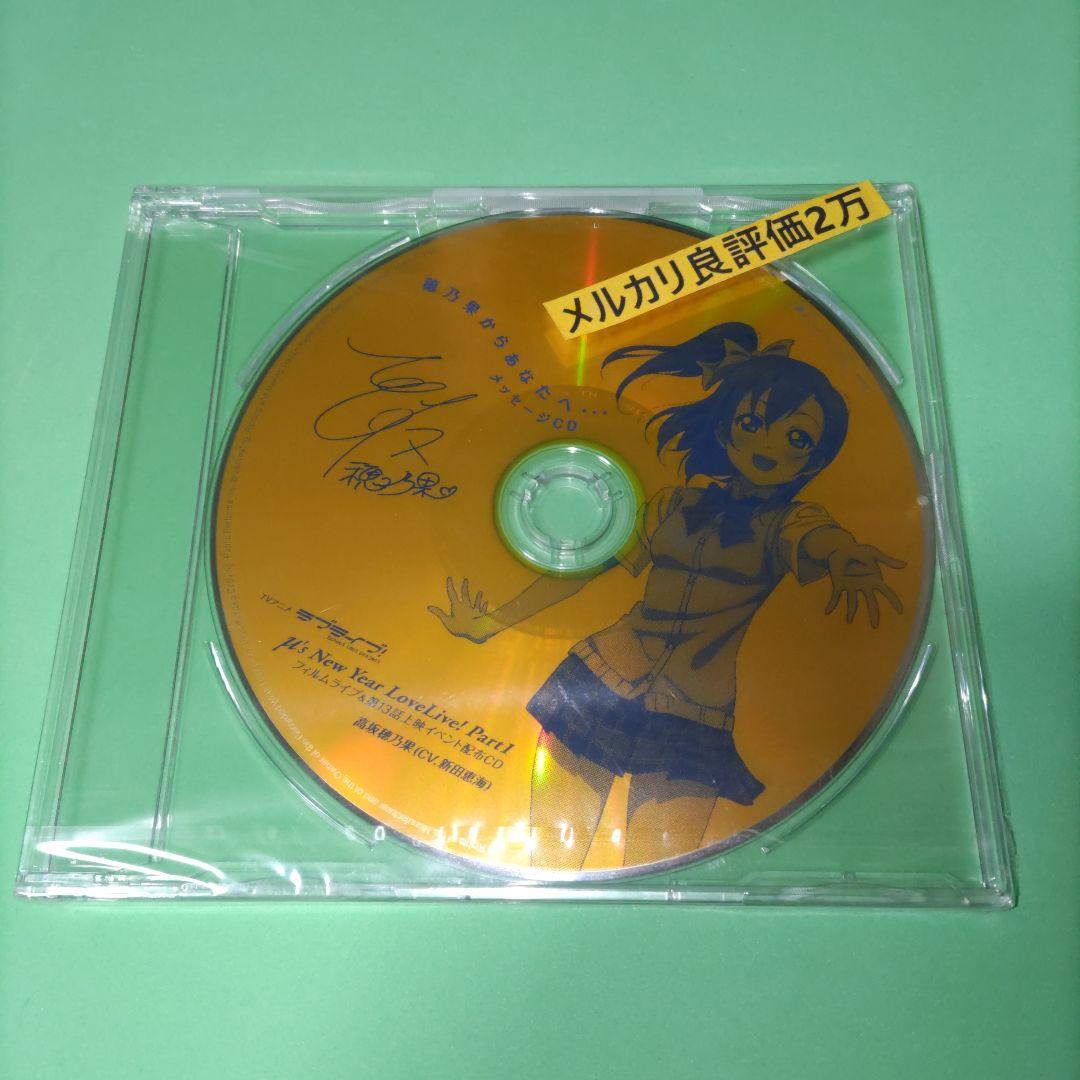 メルカリ良評価2万
穂乃果からあなたへ・・・
メッセージCD
穂乃果
TVアニメ ラブライブ!
School idol project
μ's New Year LoveLive! Part1
フィルムライブ&第13話上映イベント配布CD
高坂穂乃果(CV.新田恵海)